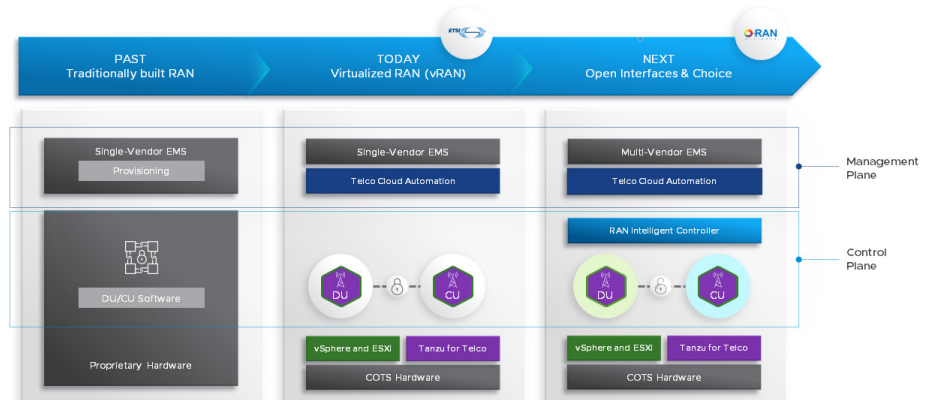 ETSI
O-RAN
ALLIANCE
PAST
Traditionally built RAN
TODAY
Virtualized RAN (vRAN)
NEXT
Open Interfaces & Choice
Single-Vendor EMS
Provisioning
Single-Vendor EMS
Telco Cloud Automation
Multi-Vendor EMS
Telco Cloud Automation
Management
Plane
DU/CU Software
Proprietary Hardware
DU
CU
RAN Intelligent Controller
DU
CU
Control
Plane
vSphere and ESXi
Tanzu for Telco
COTS Hardware
vSphere and ESXi
Tanzu for Telco
COTS Hardware